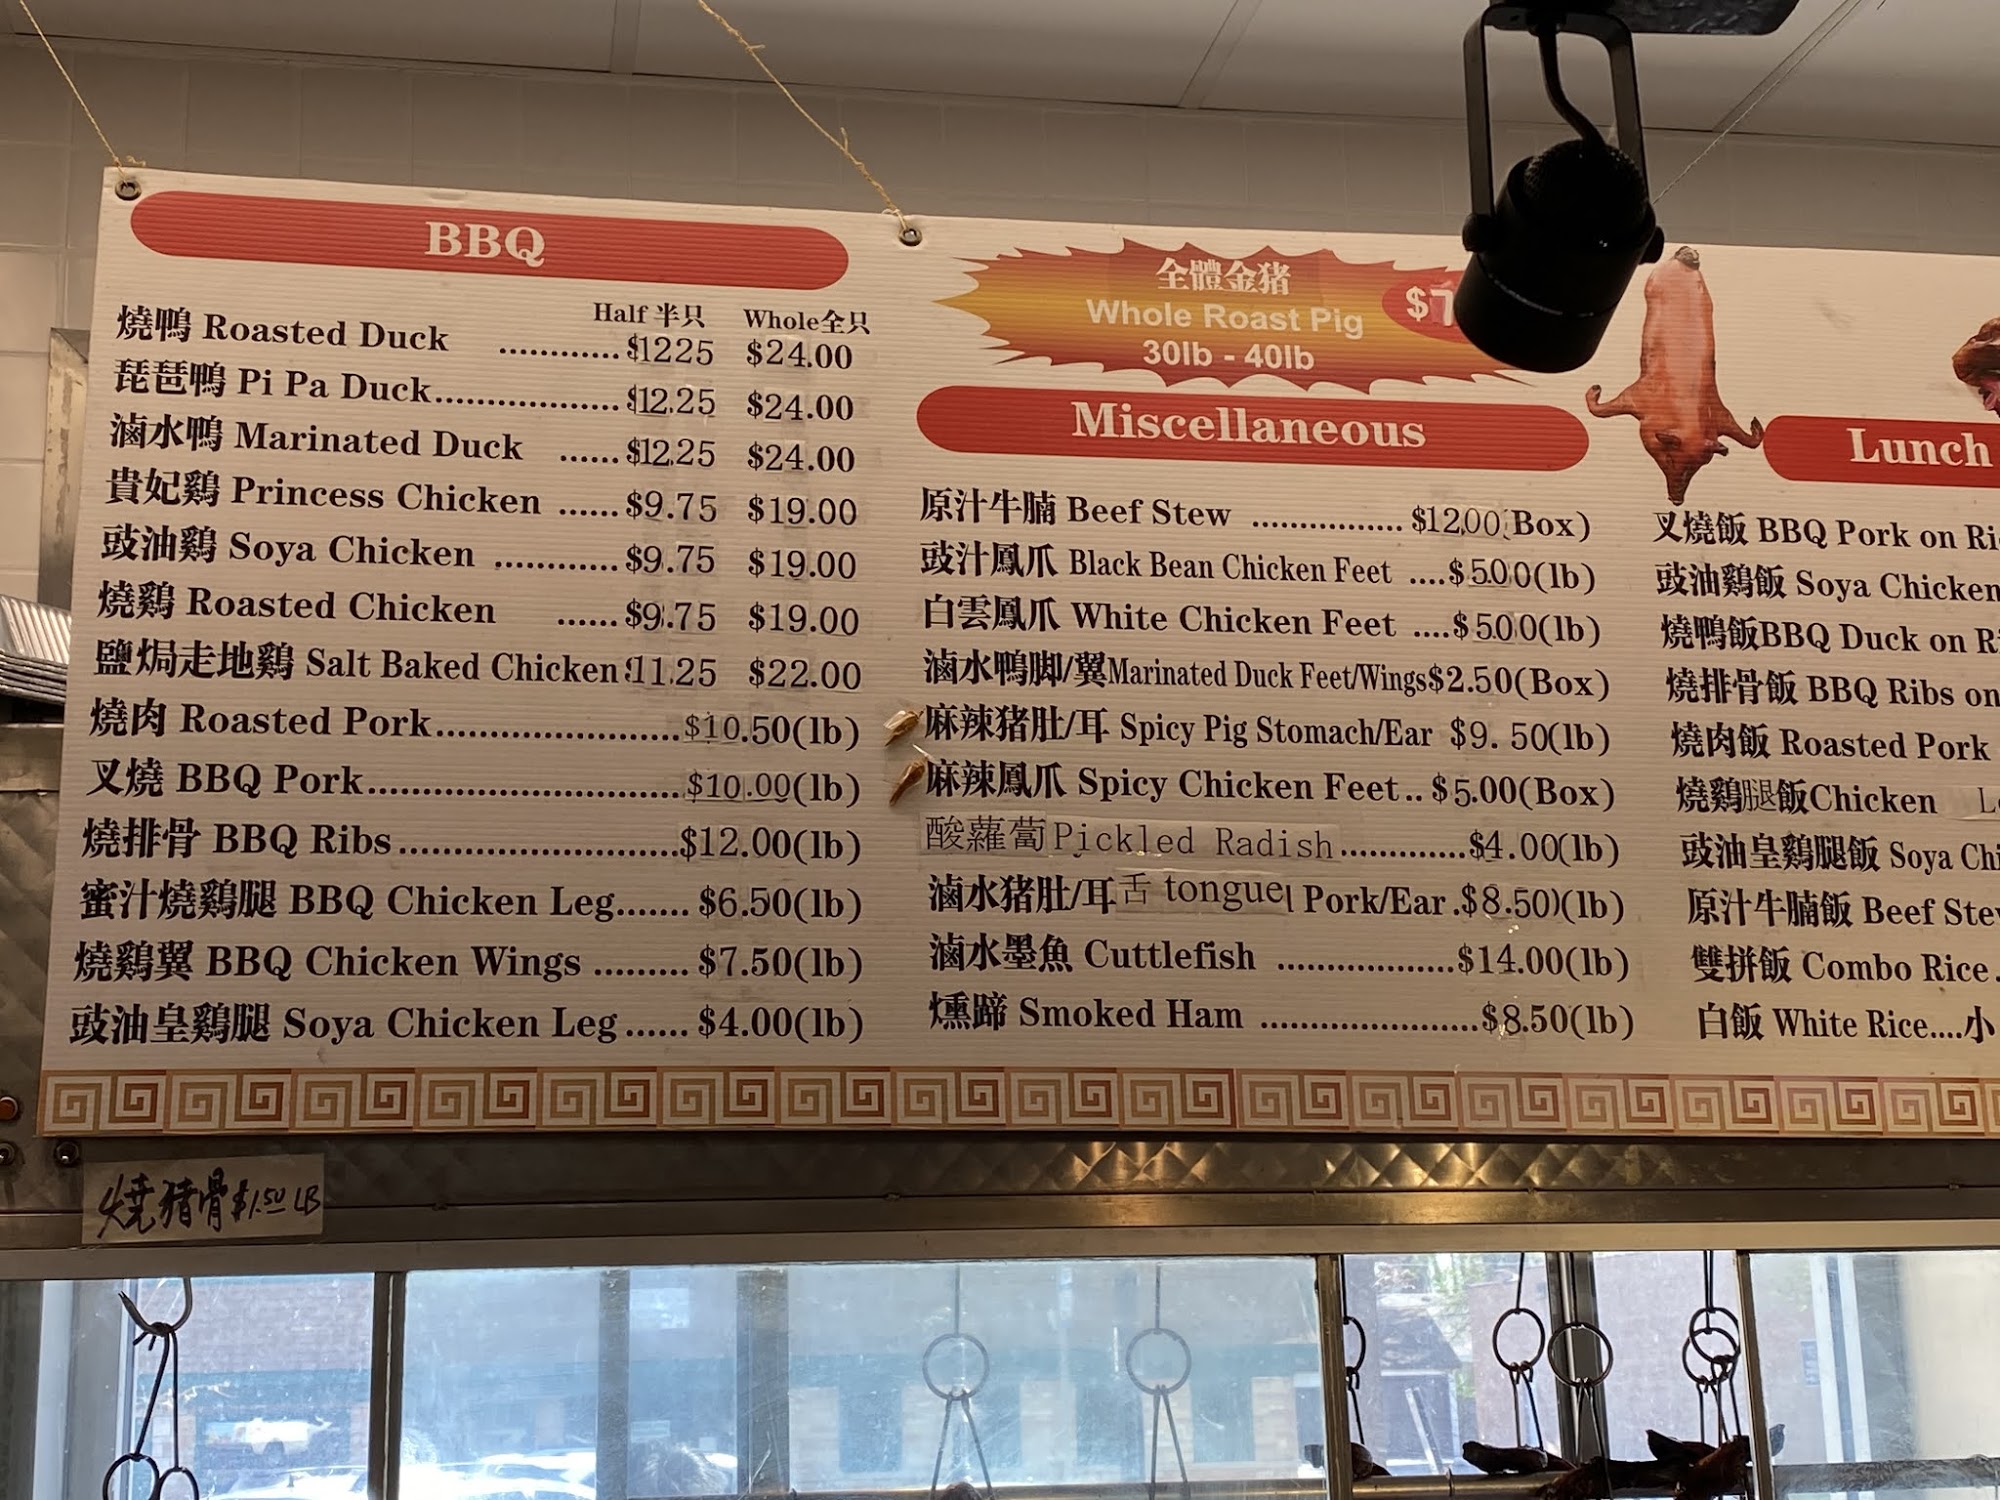 BBQ
Half 半只 Whole全只
燒鴨 Roasted Duck ............$1225 $24.00
琵琶鴨 Pi Pa Duck..................$12.25 $24.00
滷水鴨 Marinated Duck ......$12.25 $24.00
貴妃鷄 Princess Chicken ......$9.75 $19.00
豉油鷄 Soya Chicken ............$9.75 $19.00
燒鷄 Roasted Chicken ......$9.75 $19.00
鹽焗走地鷄 Salt Baked Chicken $11.25 $22.00
燒肉 Roasted Pork.......................$10.50(lb)
叉燒 BBQ Pork.............................$10.00(lb)
燒排骨 BBQ Ribs..........................$12.00(lb)
蜜汁燒鷄腿 BBQ Chicken Leg....... $6.50(lb)
燒鷄翼 BBQ Chicken Wings ......... $7.50(lb)
豉油皇鷄腿 Soya Chicken Leg...... $4.00(lb)
全體金猪
Whole Roast Pig
30lb - 40lb
Miscellaneous
原汁牛腩 Beef Stew ................$12.00(Box)
豉汁鳳爪 Black Bean Chicken Feet ....$5.00(lb)
白雲鳳爪 White Chicken Feet ....$5.00(lb)
滷水鴨脚/翼Marinated Duck Feet/Wings$2.50(Box)
麻辣猪肚/耳 Spicy Pig Stomach/Ear $9.50(lb)
麻辣鳳爪 Spicy Chicken Feet.. $5.00(Box)
酸蘿蔔Pickled Radish..............$4.00(lb)
滷水猪肚/耳舌 tongue Pork/Ear.$8.50)(lb)
滷水墨魚 Cuttlefish ...................$14.00(lb)
燻蹄 Smoked Ham .......................$8.50(lb)
Lunch
叉燒飯 BBQ Pork on
豉油鷄飯 Soya Chicken
燒鴨飯BBQ Duck on
燒排骨飯 BBQ Ribs on
燒肉飯 Roasted Pork
燒鷄腿飯Chicken
豉油皇鷄腿飯 Soya
原汁牛腩飯 Beef
雙拼飯 Combo Rice.
白飯 White Rice....小
燒猪骨$1.50 LB